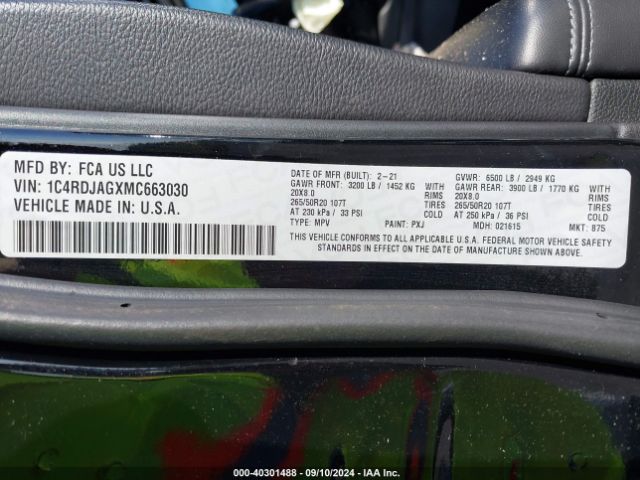 MFD BY: FCA US LLC
VIN: 1C4RDJAGXMC663030
VEHICLE MADE IN: U.S.A.
DATE OF MFR (BUILT): 2-21 GVWR: 6500 LB / 2949 KG
GAWR FRONT: 3200 LB / 1452 KG WITH GAWR REAR: 3900 LB / 1770 KG WITH
20X8.0 RIMS 20X8.0 RIMS
265/50R20 107T TIRES 265/50R20 107T TIRES
AT 230 kPa / 33 PSI COLD AT 250 kPa / 36 PSI COLD
TYPE: MPV PAINT: PXJ MDH: 021615 MKT: 875
THIS VEHICLE CONFORMS TO ALL APPLICABLE U.S.A. FEDERAL MOTOR VEHICLE SAFETY
STANDARDS IN EFFECT ON THE DATE OF MANUFACTURE SHOWN ABOVE
000-40301488 - 09/10/2024 - IAA Inc.